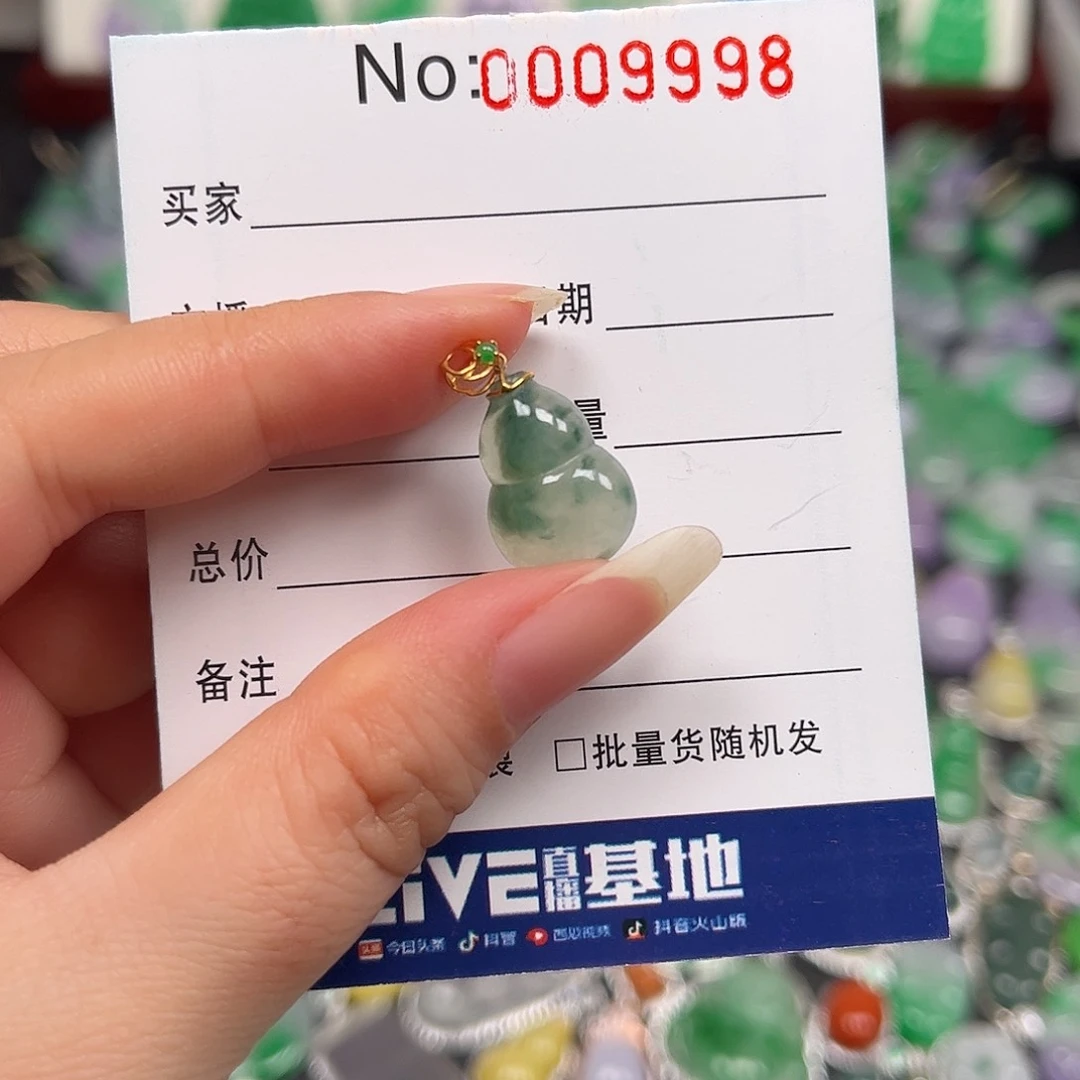 No:0009998
买家
期
量
总价
备注
□批量货随机发
LiVE直播基地
今日头条 抖音 西瓜视频 抖音火山版